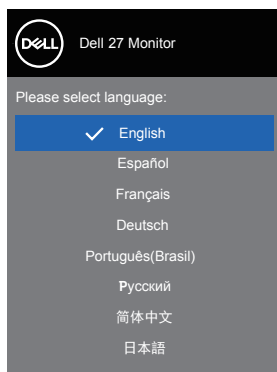 DELL
Dell 27 Monitor
Please select language:
English
Español
Français
Deutsch
Português(Brasil)
Русский
简体中文
日本語